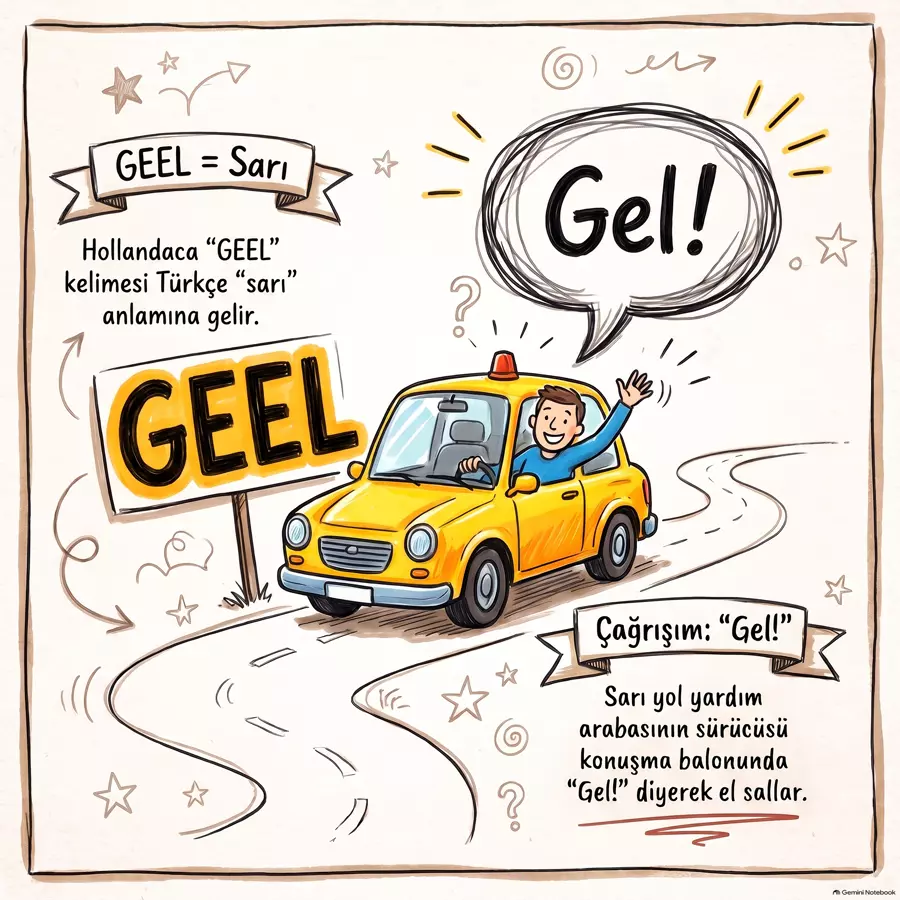 GEEL = Sarı
Hollandaca “GEEL”
kelimesi Türkçe “sarı”
anlamına gelir.
Gel!
GEEL
Çağrışım: “Gel!”
Sarı yol yardım
arabasının sürücüsü
konuşma balonunda
“Gel!” diyerek el sallar.
Gemini Notebook